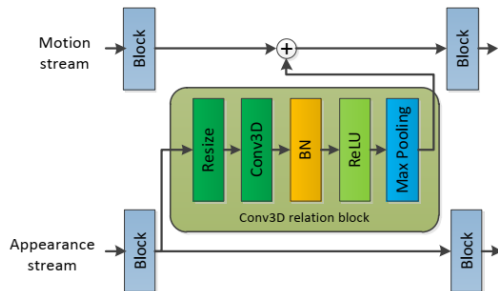 Motion
stream
Block
+
Block
Resize
Conv3D
BN
ReLU
Max Pooling
Conv3D relation block
Appearance
stream
Block
Block